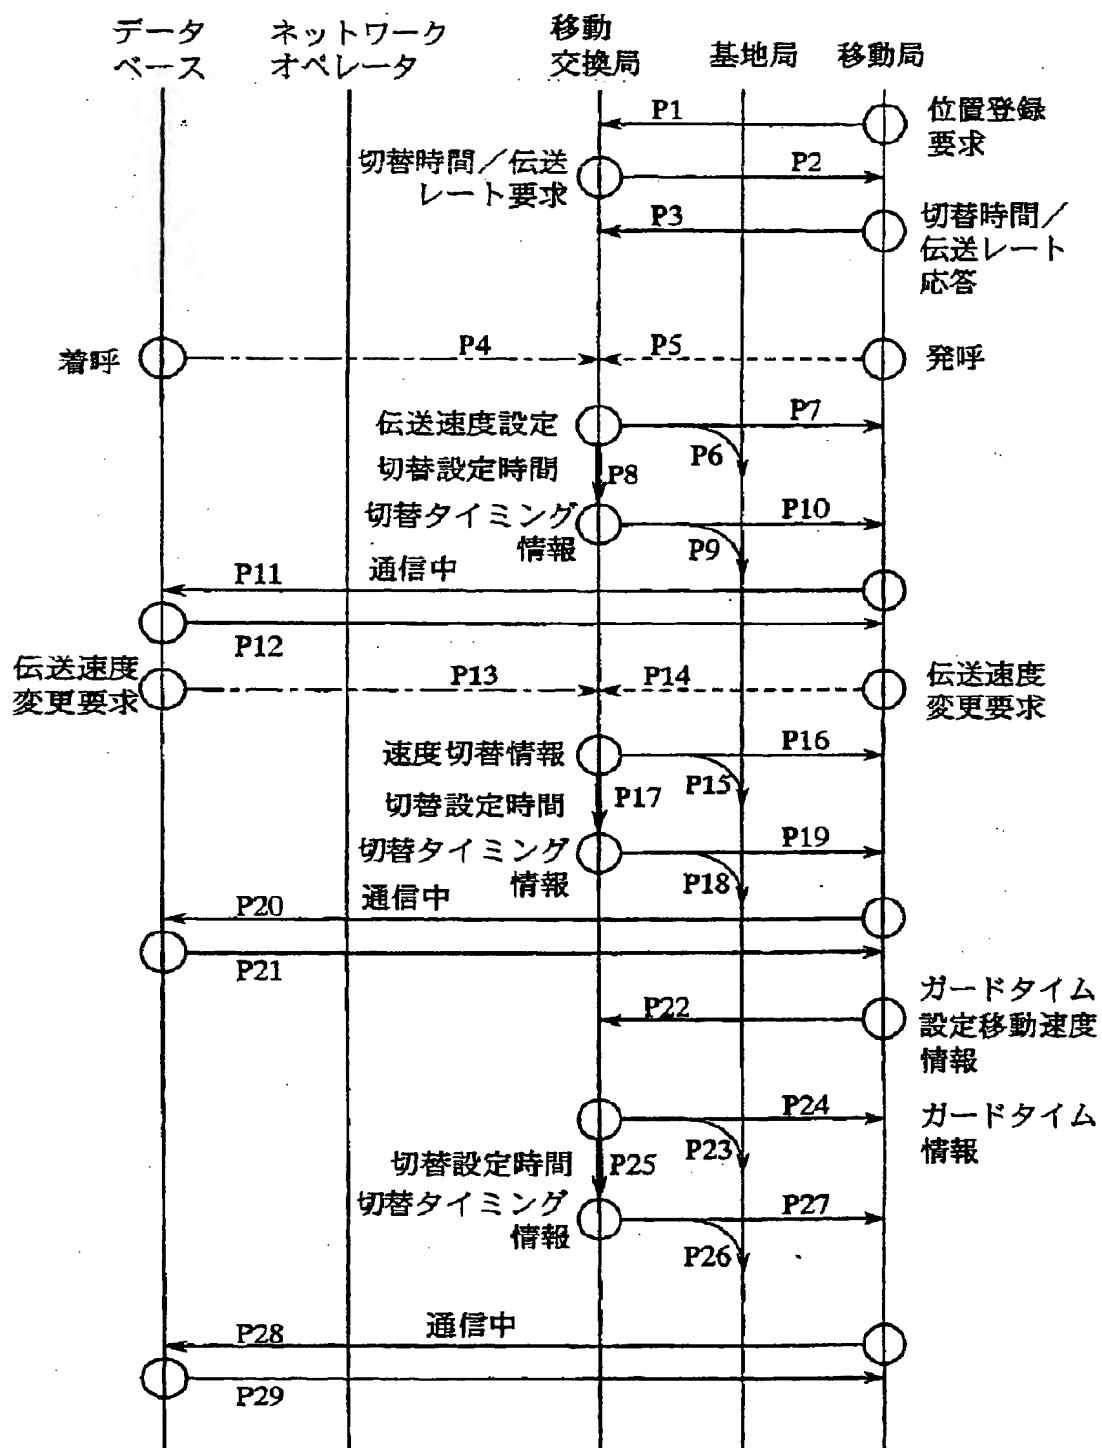 データ
ベース
ネットワーク
オペレータ
移動
交換局
基地局
移動局
P1
位置登録
要求
切替時間／伝送
レート要求
P2
P3
切替時間／
伝送レート
応答
着呼
P4
P5
発呼
伝送速度設定
P7
P6
切替設定時間
P8
切替タイミング
情報
P10
P9
通信中
P11
P12
伝送速度
変更要求
P13
P14
伝送速度
変更要求
速度切替情報
P16
P15
切替設定時間
P17
切替タイミング
情報
P19
P18
通信中
P20
P21
P22
ガードタイム
設定移動速度
情報
P24
P23
ガードタイム
情報
切替設定時間
P25
切替タイミング
情報
P27
P26
通信中
P28
P29